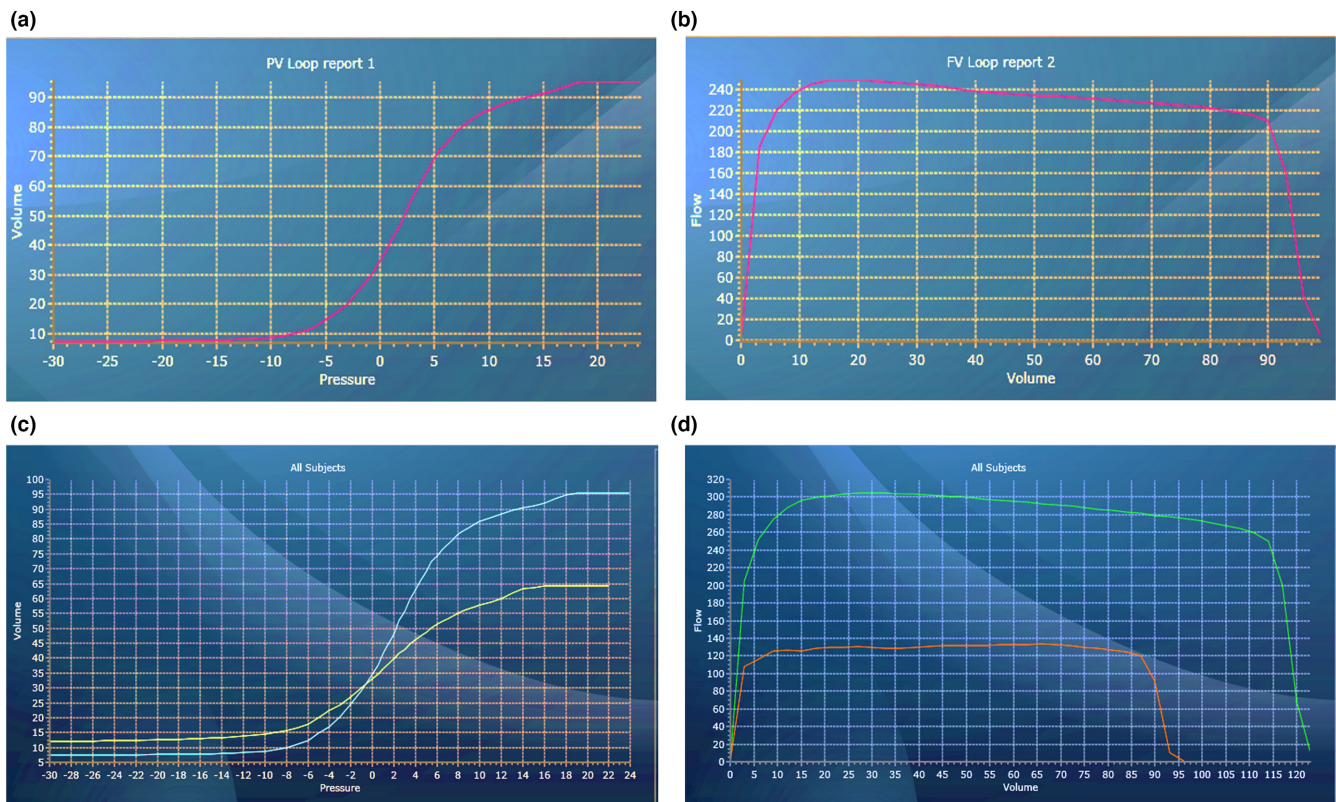 (a)
PV Loop report 1
Volume
90
80
70
60
50
40
30
20
10
-30 -25 -20 -15 -10 -5 0 5 10 15 20
Pressure
(b)
FV Loop report 2
Flow
240
220
200
180
160
140
120
100
80
60
40
20
0
0 10 20 30 40 50 60 70 80 90
Volume
(c)
All Subjects
Volume
100
95
90
85
80
75
70
65
60
55
50
45
40
35
30
25
20
15
10
5
-30 -28 -26 -24 -22 -20 -18 -16 -14 -12 -10 -8 -6 -4 -2 0 2 4 6 8 10 12 14 16 18 20 22 24
Pressure
(d)
All Subjects
Flow
320
300
280
260
240
220
200
180
160
140
120
100
80
60
40
20
0
0 5 10 15 20 25 30 35 40 45 50 55 60 65 70 75 80 85 90 95 100 105 110 115 120
Volume